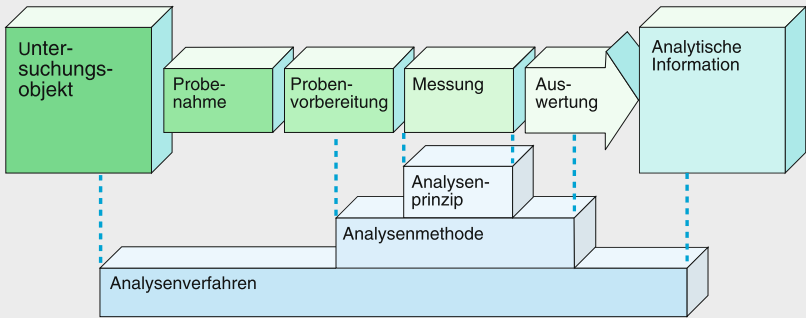 Unter-
suchungs-
objekt
Probe-
nahme
Proben-
vorbereitung
Messung
Aus-
wertung
Analytische
Information
Analysen-
prinzip
Analysenmethode
Analysenverfahren